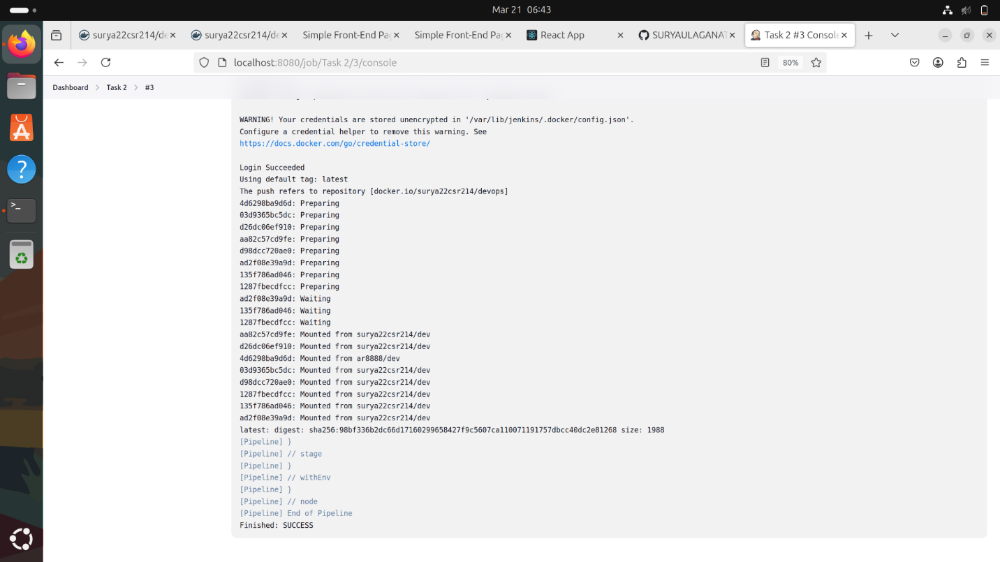 Mar 21 06:43
surya22csr214/de
surya22csr214/de
Simple Front-End Pac
Simple Front-End Pac
React App
SURYAULAGANAT
Task 2 #3 Console
localhost:8080/job/Task 2/3/console
80%
Dashboard
Task 2
#3
WARNING! Your credentials are stored unencrypted in '/var/lib/jenkins/.docker/config.json'.
Configure a credential helper to remove this warning. See
https://docs.docker.com/go/credential-store/
Login Succeeded
Using default tag: latest
The push refers to repository [docker.io/surya22csr214/devops]
4d6298ba9d6d: Preparing
03d9365bc5dc: Preparing
d26dc06ef910: Preparing
aa82c57cd9fe: Preparing
d98dcc720ae0: Preparing
ad2f08e39a9d: Preparing
135f786ad046: Preparing
1287fbecdfcc: Preparing
ad2f08e39a9d: Waiting
135f786ad046: Waiting
1287fbecdfcc: Waiting
aa82c57cd9fe: Mounted from surya22csr214/dev
d26dc06ef910: Mounted from surya22csr214/dev
4d6298ba9d6d: Mounted from ar8888/dev
03d9365bc5dc: Mounted from surya22csr214/dev
d98dcc720ae0: Mounted from surya22csr214/dev
1287fbecdfcc: Mounted from surya22csr214/dev
135f786ad046: Mounted from surya22csr214/dev
ad2f08e39a9d: Mounted from surya22csr214/dev
latest: digest: sha256:98bf336b2dc66d17160299658427f9c5607ca110071191757dbcc40dc2e81268 size: 1988
[Pipeline] }
[Pipeline] // stage
[Pipeline] }
[Pipeline] // withEnv
[Pipeline] }
[Pipeline] // node
[Pipeline] End of Pipeline
Finished: SUCCESS